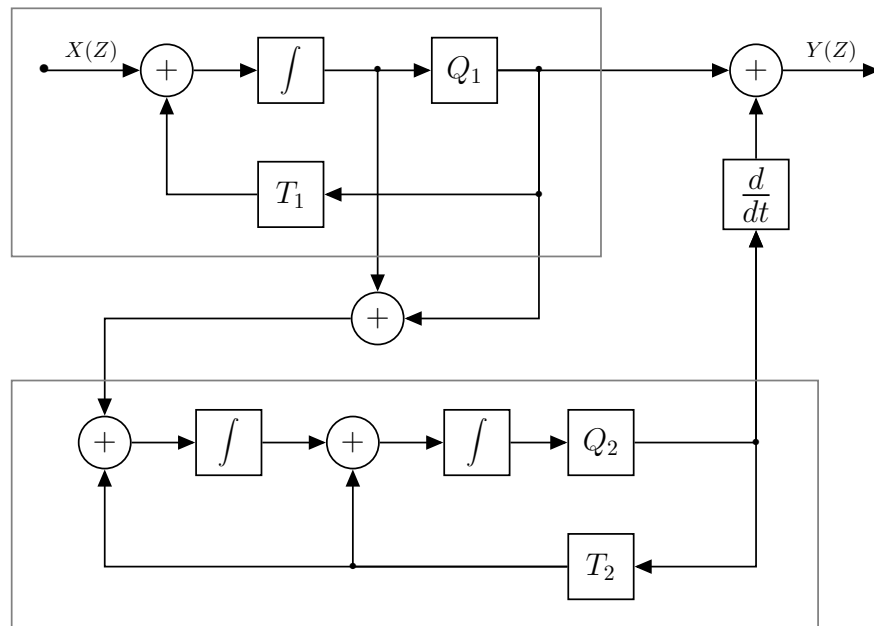 X(Z)
+
∫
Q₁
+
Y(Z)
T₁
d/dt
+
+
∫
+
∫
Q₂
T₂